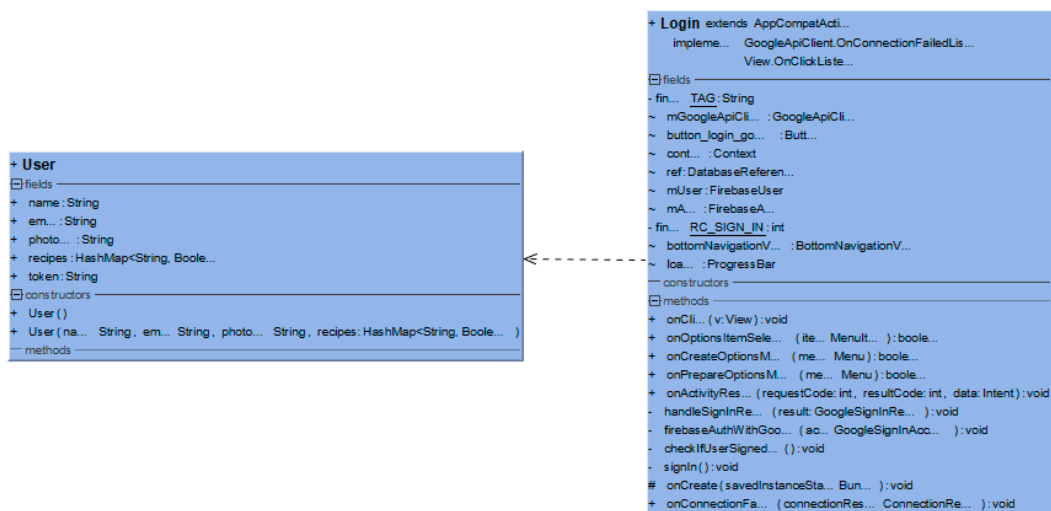 + User
fields
+ name : String
+ em... : String
+ photo... : String
+ recipes : HashMap<String, Boole...
+ token : String
constructors
+ User ( )
+ User ( na... String , em... String , photo... String , recipes : HashMap<String, Boole... )
methods
+ Login extends AppCompatActi...
impleme... GoogleApiClient.OnConnectionFailedLis...
View.OnClickListe...
fields
- fin... TAG : String
~ mGoogleApiCli... : GoogleApiCli...
~ button_login_go... : Butt...
~ cont... : Context
~ ref : DatabaseReferen...
~ mUser : FirebaseUser
~ mA... : FirebaseA...
- fin... RC_SIGN_IN : int
~ bottomNavigationV... : BottomNavigationV...
~ loa... : ProgressBar
constructors
methods
+ onCli... ( v : View ) : void
+ onOptionsItemSele... ( ite... MenuIt... ) : boole...
+ onCreateOptionsM... ( me... Menu ) : boole...
+ onPrepareOptionsM... ( me... Menu ) : boole...
+ onActivityRes... ( requestCode : int , resultCode : int , data : Intent ) : void
- handleSignInRe... ( result : GoogleSignInRe... ) : void
- firebaseAuthWithGoo... ( ac... GoogleSignInAcc... ) : void
- checkIfUserSigned... ( ) : void
- signIn ( ) : void
# onCreate ( savedInstanceSta... Bun... ) : void
+ onConnectionFa... ( connectionRes... ConnectionRe... ) : void